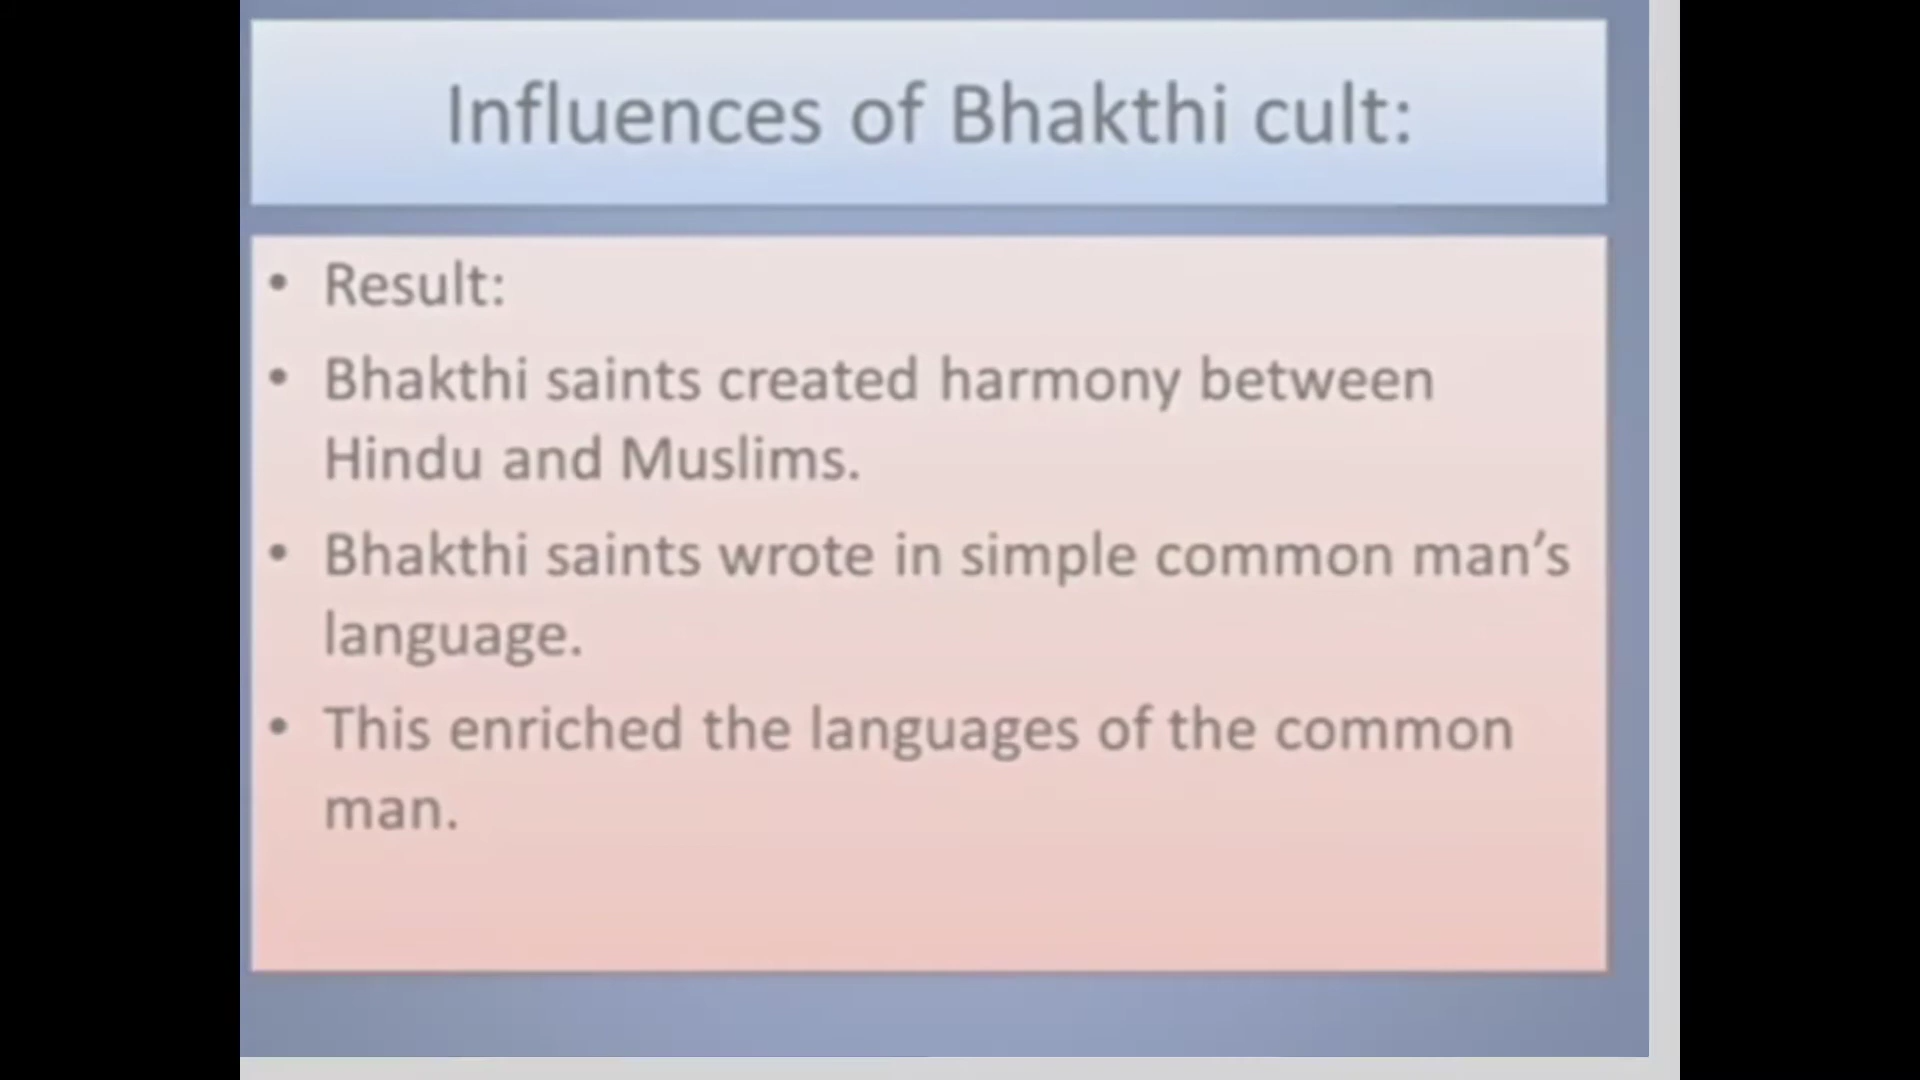 Influences of Bhakthi cult:
• Result:
• Bhakthi saints created harmony between
Hindu and Muslims.
• Bhakthi saints wrote in simple common man’s
language.
• This enriched the languages of the common
man.